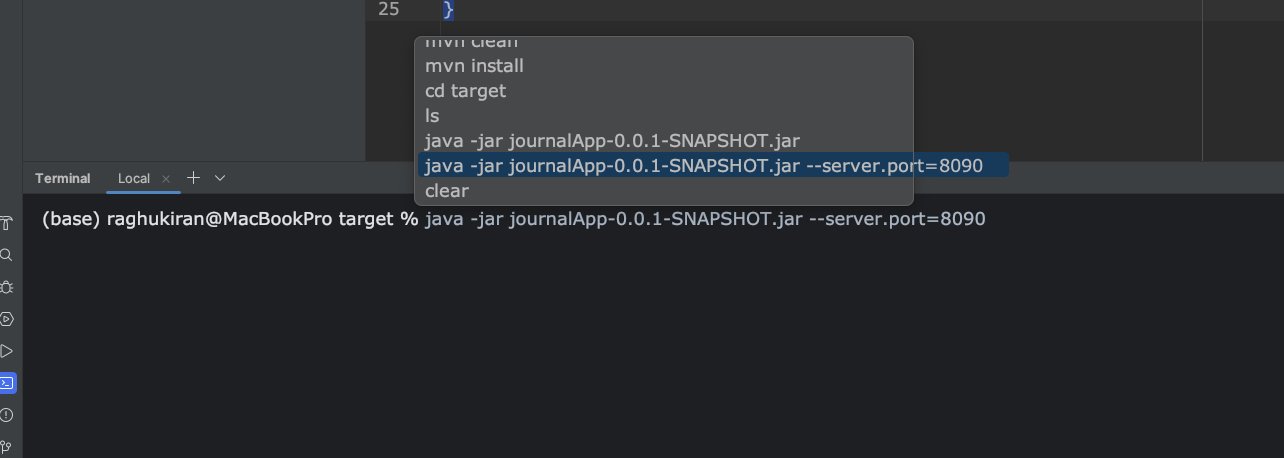 25 }
mvn clean
mvn install
cd target
ls
java -jar journalApp-0.0.1-SNAPSHOT.jar
java -jar journalApp-0.0.1-SNAPSHOT.jar --server.port=8090
clear
Terminal Local × +
(base) raghukiran@MacBookPro target % java -jar journalApp-0.0.1-SNAPSHOT.jar --server.port=8090